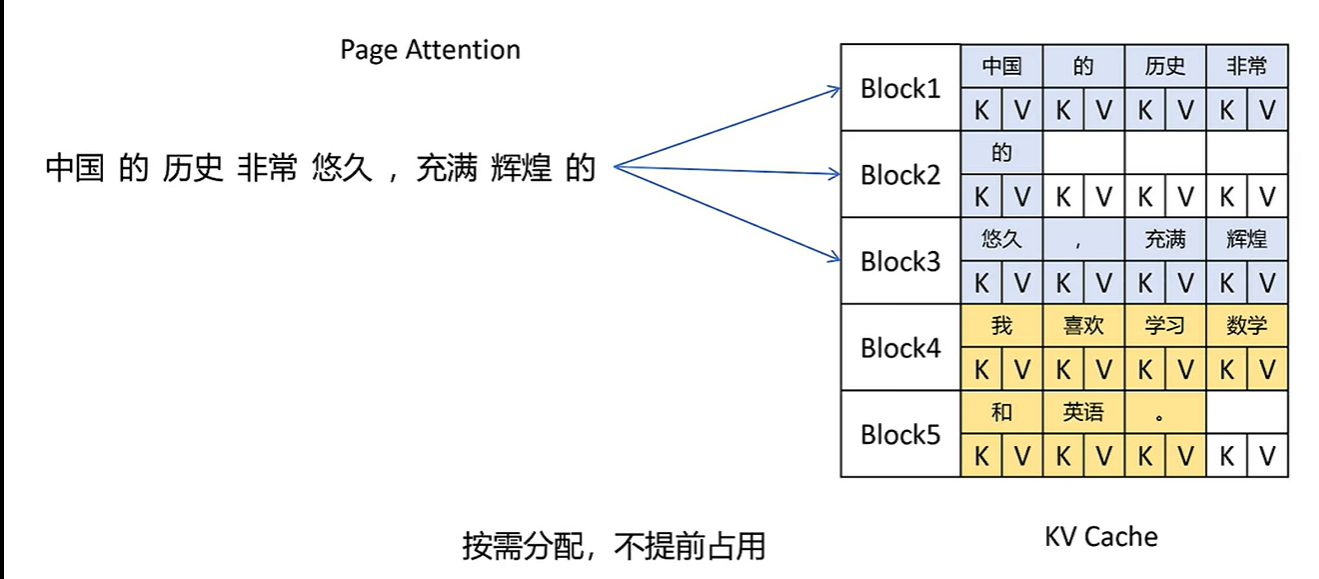 Page Attention
中国 的 历史 非常 悠久 ，充满 辉煌 的
Block1
中国 的 历史 非常
K V K V K V K V
Block2
的
K V K V K V K V
Block3
悠久 ， 充满 辉煌
K V K V K V K V
Block4
我 喜欢 学习 数学
K V K V K V K V
Block5
和 英语 。
K V K V K V K V
按需分配，不提前占用
KV Cache